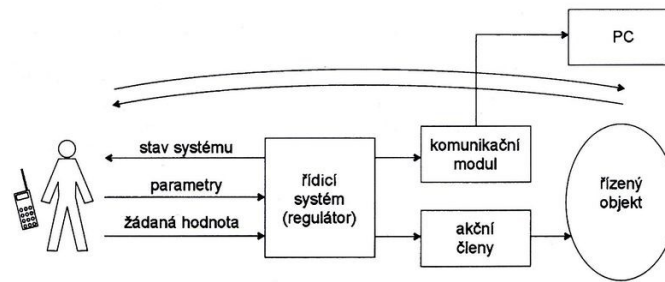 PC
stav systému
parametry
žádaná hodnota
řídicí
systém
(regulátor)
komunikační
modul
akční
členy
řízený
objekt